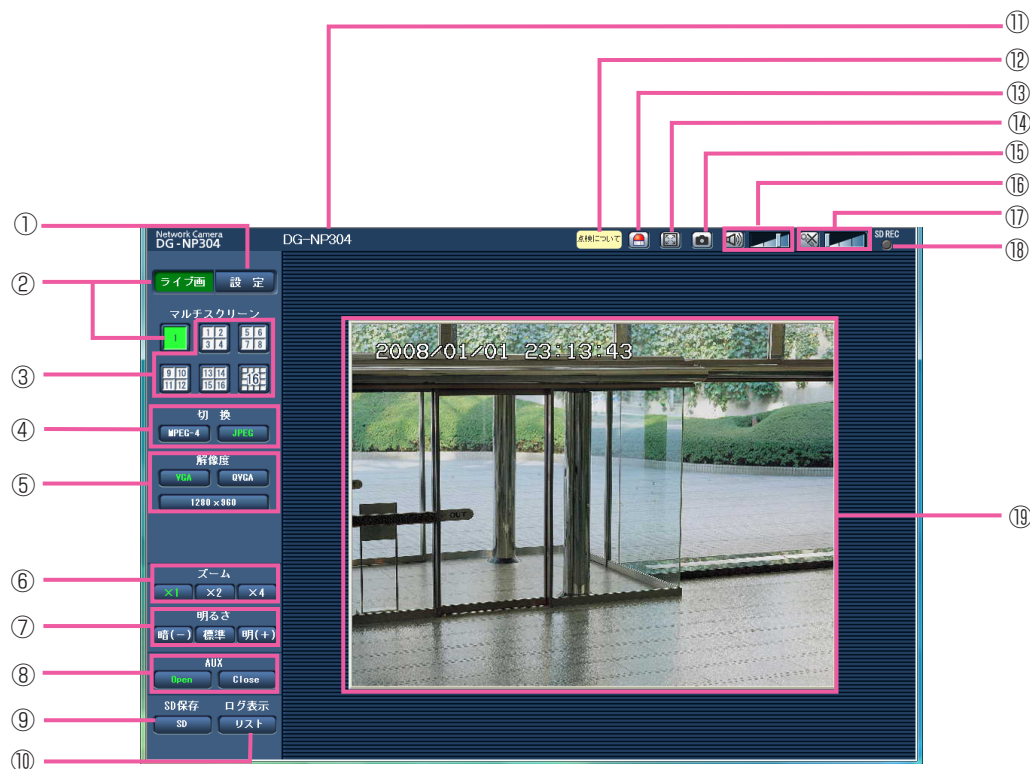 ⑪
⑫
⑬
⑭
⑮
⑯
⑰
⑱
①
②
③
④
⑤
⑥
⑦
⑧
⑨
⑩
⑲
Network Camera
DG-NP304
DG-NP304
点検について
SD REC
ライブ画 設定
マルチスクリーン
1
1 2
3 4
5 6
7 8
9 10
11 12
13 14
15 16
16
切換
MPEG-4 JPEG
解像度
VGA QVGA
1280×960
ズーム
×1 ×2 ×4
明るさ
暗(−) 標準 明(+)
AUX
Open Close
SD保存 ログ表示
SD リスト
2008/01/01 23:13:43
OUT